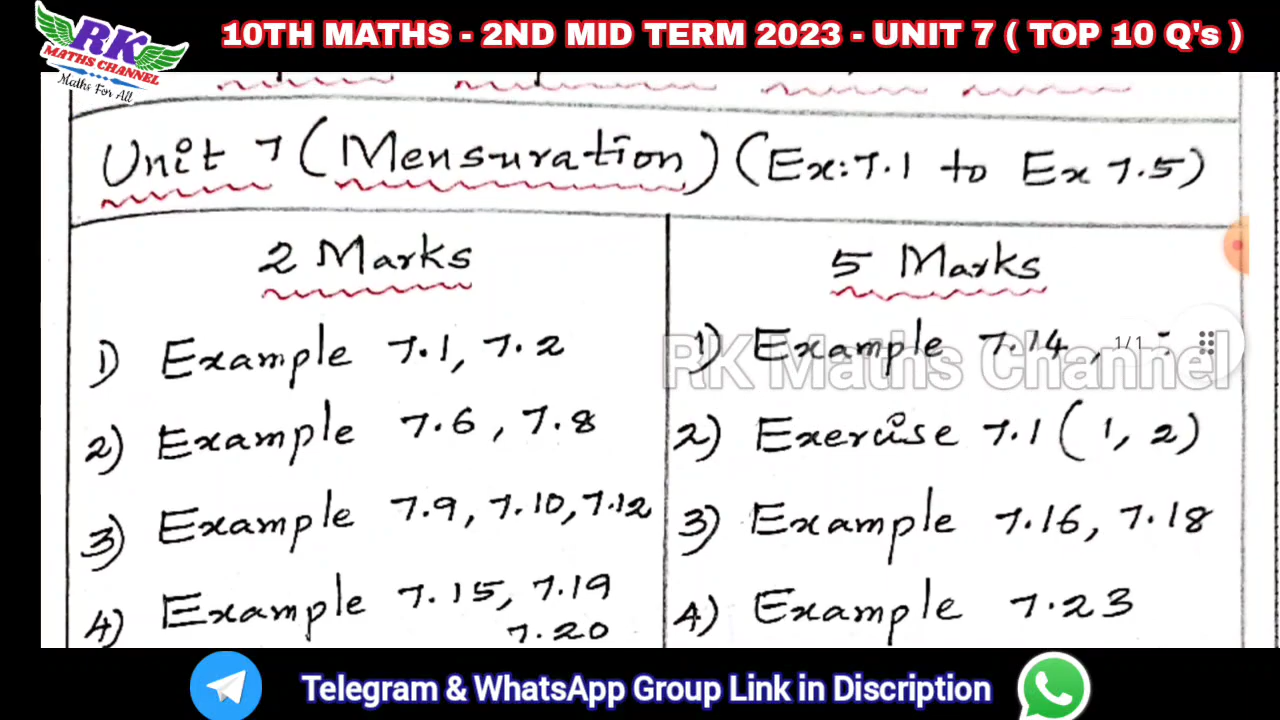 10TH MATHS - 2ND MID TERM 2023 - UNIT 7 ( TOP 10 Q's )
RK
MATHS CHANNEL
Maths For All
Unit 7 (Mensuration) (Ex:7.1 to Ex 7.5)
2 Marks
1) Example 7.1, 7.2
2) Example 7.6, 7.8
3) Example 7.9, 7.10, 7.12
4) Example 7.15, 7.19
7.20
5 Marks
1) Example 7.14,
1/1
2) Exercise 7.1 (1, 2)
3) Example 7.16, 7.18
4) Example 7.23
RK Maths Channel
Telegram & WhatsApp Group Link in Discription